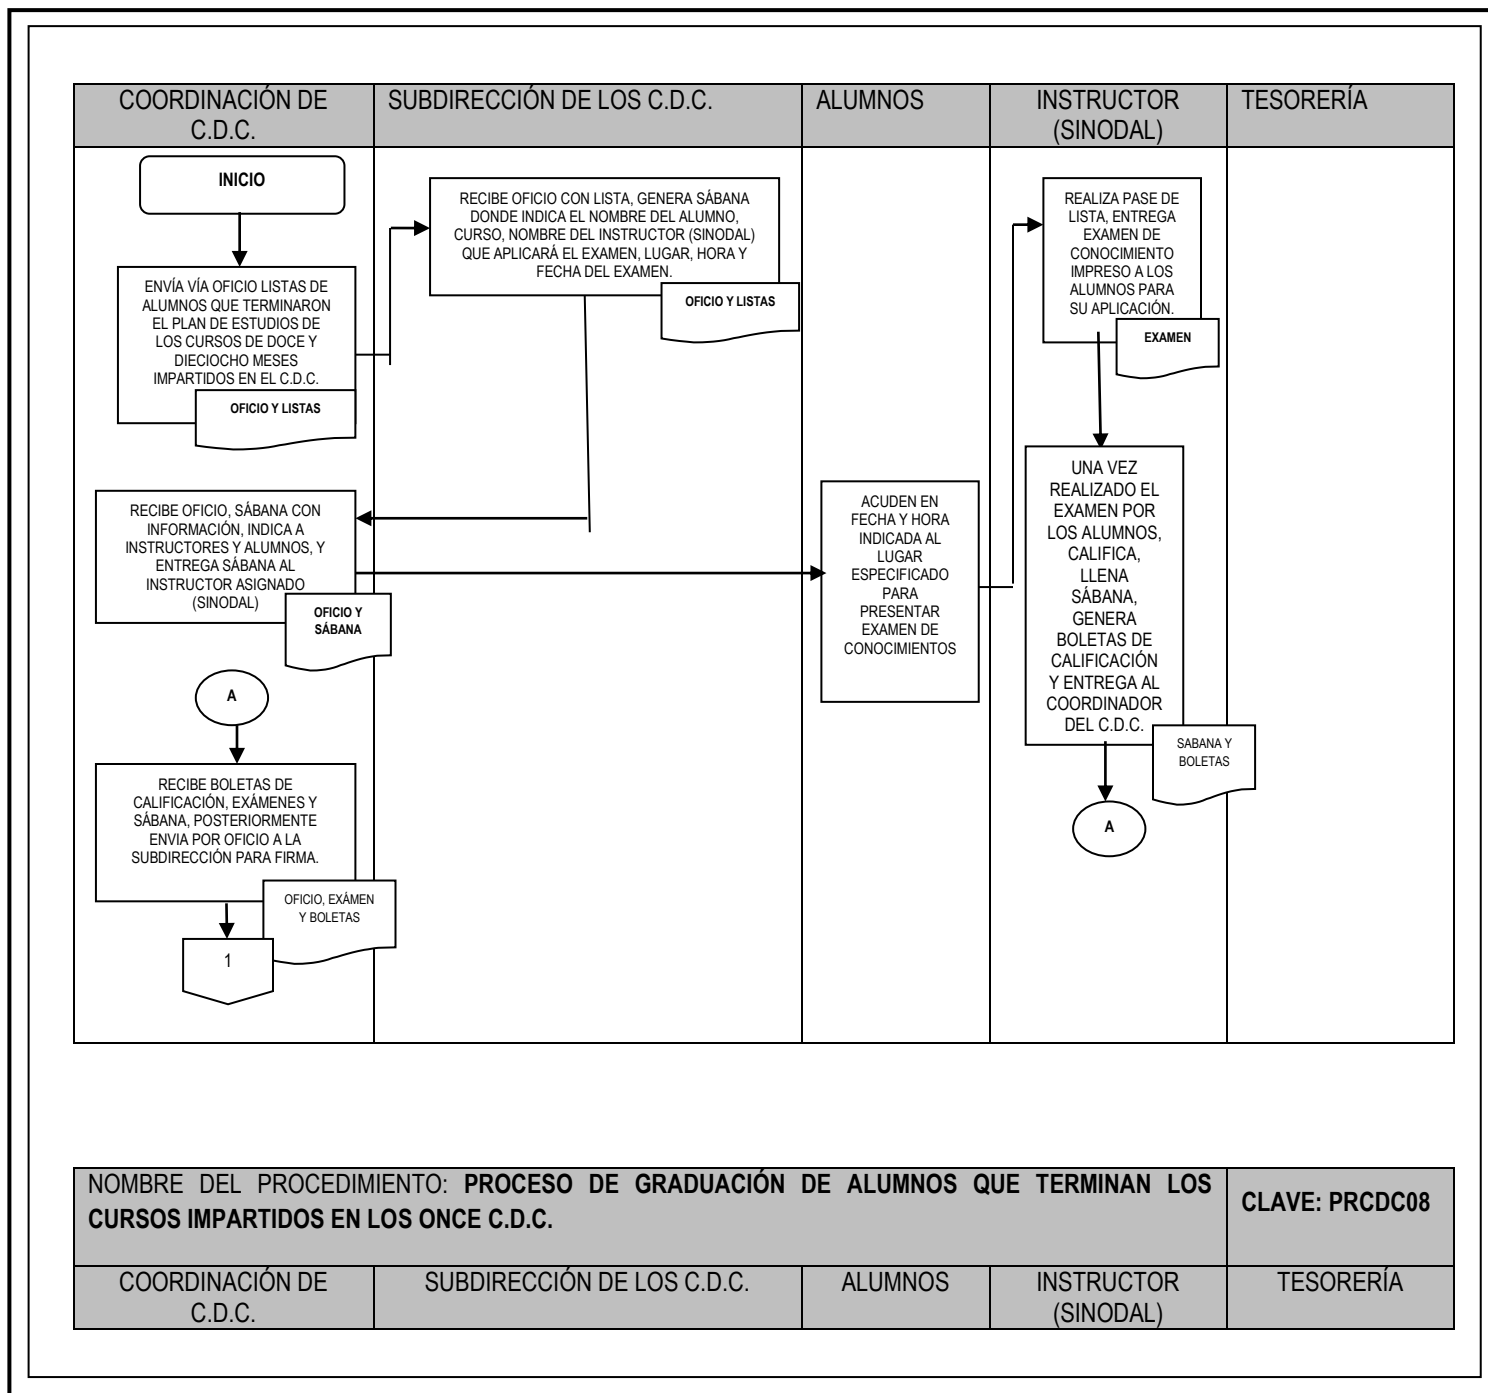 COORDINACIÓN DE
C.D.C.
SUBDIRECCIÓN DE LOS C.D.C.
ALUMNOS
INSTRUCTOR
(SINODAL)
TESORERÍA
INICIO
ENVÍA VÍA OFICIO LISTAS DE
ALUMNOS QUE TERMINARON
EL PLAN DE ESTUDIOS DE
LOS CURSOS DE DOCE Y
DIECIOCHO MESES
IMPARTIDOS EN EL C.D.C.
OFICIO Y LISTAS
RECIBE OFICIO CON LISTA, GENERA SÁBANA
DONDE INDICA EL NOMBRE DEL ALUMNO,
CURSO, NOMBRE DEL INSTRUCTOR (SINODAL)
QUE APLICARÁ EL EXAMEN, LUGAR, HORA Y
FECHA DEL EXAMEN.
OFICIO Y LISTAS
RECIBE OFICIO, SÁBANA CON
INFORMACIÓN, INDICA A
INSTRUCTORES Y ALUMNOS, Y
ENTREGA SÁBANA AL
INSTRUCTOR ASIGNADO
(SINODAL)
OFICIO Y
SÁBANA
ACUDEN EN
FECHA Y HORA
INDICADA AL
LUGAR
ESPECIFICADO
PARA
PRESENTAR
EXAMEN DE
CONOCIMIENTOS
REALIZA PASE DE
LISTA, ENTREGA
EXAMEN DE
CONOCIMIENTO
IMPRESO A LOS
ALUMNOS PARA
SU APLICACIÓN.
EXAMEN
UNA VEZ
REALIZADO EL
EXAMEN POR
LOS ALUMNOS,
CALIFICA,
LLENA
SÁBANA,
GENERA
BOLETAS DE
CALIFICACIÓN
Y ENTREGA AL
COORDINADOR
DEL C.D.C.
SABANA Y
BOLETAS
A
A
RECIBE BOLETAS DE
CALIFICACIÓN, EXÁMENES Y
SÁBANA, POSTERIORMENTE
ENVIA POR OFICIO A LA
SUBDIRECCIÓN PARA FIRMA.
OFICIO, EXÁMEN
Y BOLETAS
1
NOMBRE DEL PROCEDIMIENTO: PROCESO DE GRADUACIÓN DE ALUMNOS QUE TERMINAN LOS
CURSOS IMPARTIDOS EN LOS ONCE C.D.C.
CLAVE: PRCDC08
COORDINACIÓN DE
C.D.C.
SUBDIRECCIÓN DE LOS C.D.C.
ALUMNOS
INSTRUCTOR
(SINODAL)
TESORERÍA